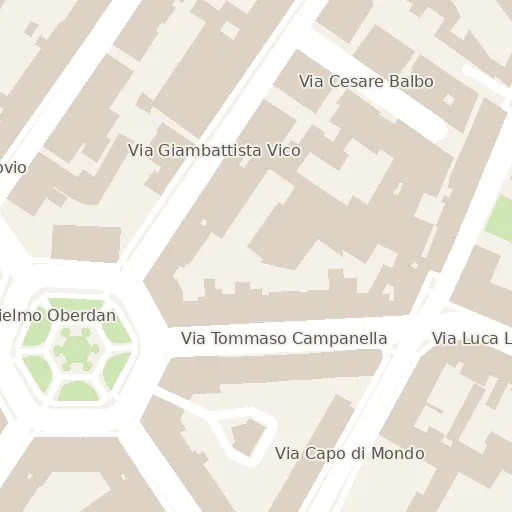 Via Cesare Balbo
Via Giambattista Vico
ovio
ielmo Oberdan
Via Tommaso Campanella
Via Luca L
Via Capo di Mondo